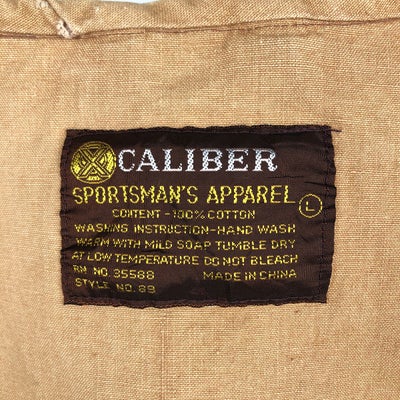 CALIBER
SPORTSMAN'S APPAREL L
CONTENT-100% COTTON
WASHING INSTRUCTION-HAND WASH
WARM WITH MILD SOAP TUMBLE DRY
AT LOW TEMPERATURE DO NOT BLEACH
RN NO. 35588 MADE IN CHINA
STYLE NO. 89